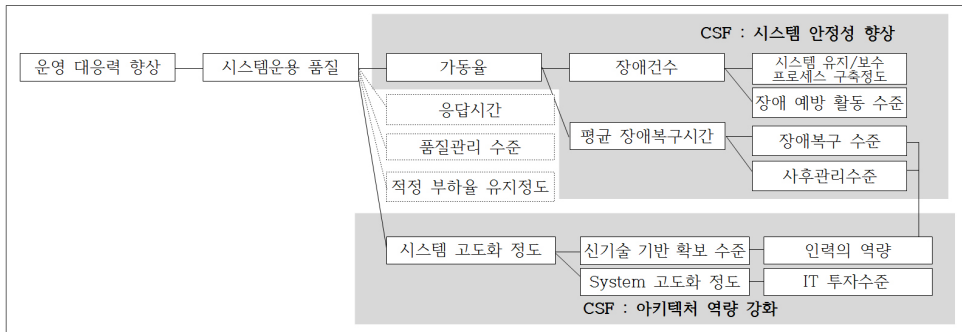 CSF : 시스템 안정성 향상
운영 대응력 향상
시스템운용 품질
가동율
장애건수
시스템 유지/보수
프로세스 구축정도
장애 예방 활동 수준
응답시간
품질관리 수준
적정 부하율 유지정도
평균 장애복구시간
장애복구 수준
사후관리수준
시스템 고도화 정도
신기술 기반 확보 수준
인력의 역량
System 고도화 정도
IT 투자수준
CSF : 아키텍처 역량 강화